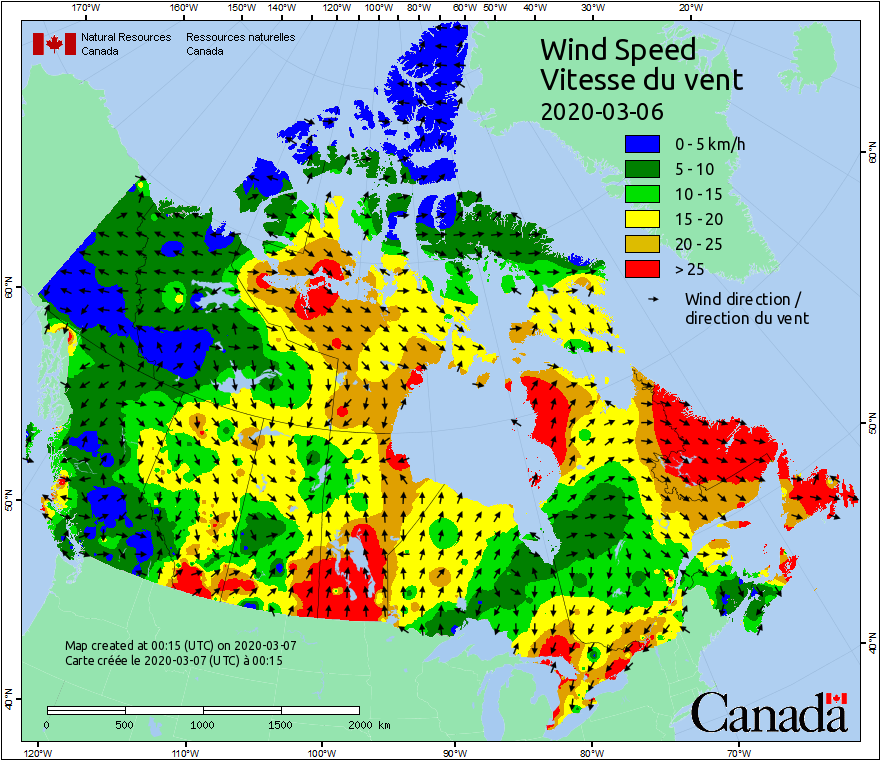 170°W 160°W 150°W 140°W 120°W 100°W 80°W 60°W 50°W 40°W 30°W 20°W
Natural Resources Ressources naturelles
Canada Canada
Wind Speed
Vitesse du vent
2020-03-06
0 - 5 km/h
5 - 10
10 - 15
15 - 20
20 - 25
> 25
Wind direction /
direction du vent
60°N
60°N
50°N
50°N
40°N
40°N
Map created at 00:15 (UTC) on 2020-03-07
Carte créée le 2020-03-07 (UTC) à 00:15
0 500 1000 1500 2000 km
Canada
120°W 110°W 100°W 90°W 80°W 70°W